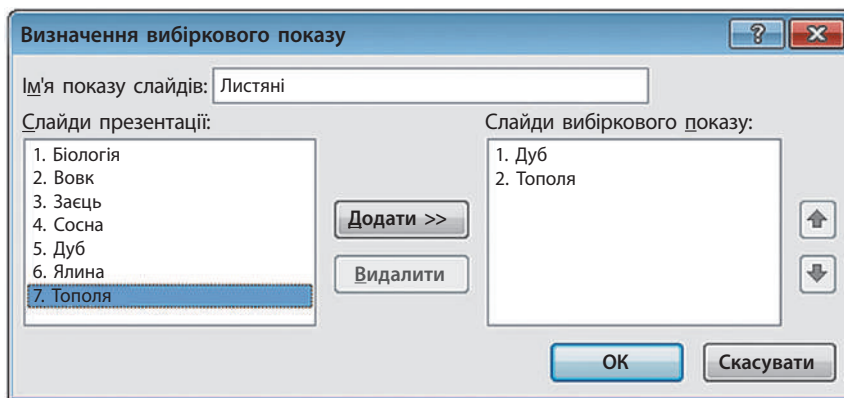 Визначення вибіркового показу
Ім'я показу слайдів: Листяні
Слайди презентації:
1. Біологія
2. Вовк
3. Заєць
4. Сосна
5. Дуб
6. Ялина
7. Тополя
Додати >>
Видалити
Слайди вибіркового показу:
1. Дуб
2. Тополя
ОК
Скасувати